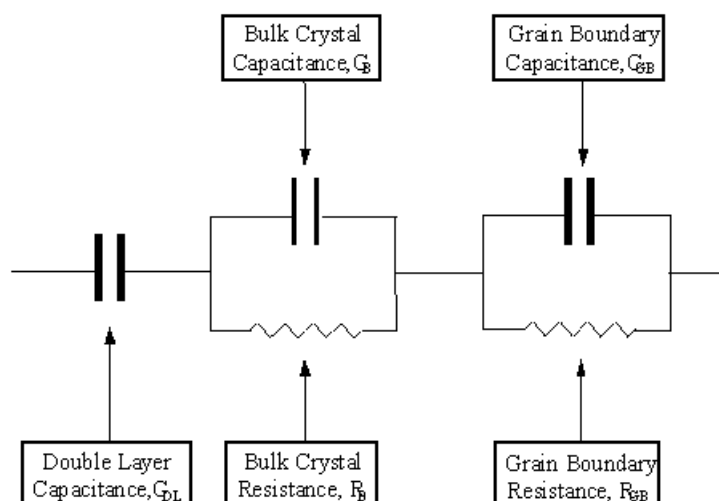 Bulk Crystal
Capacitance, C_B
Grain Boundary
Capacitance, C_GB
Double Layer
Capacitance, C_DL
Bulk Crystal
Resistance, R_B
Grain Boundary
Resistance, R_GB